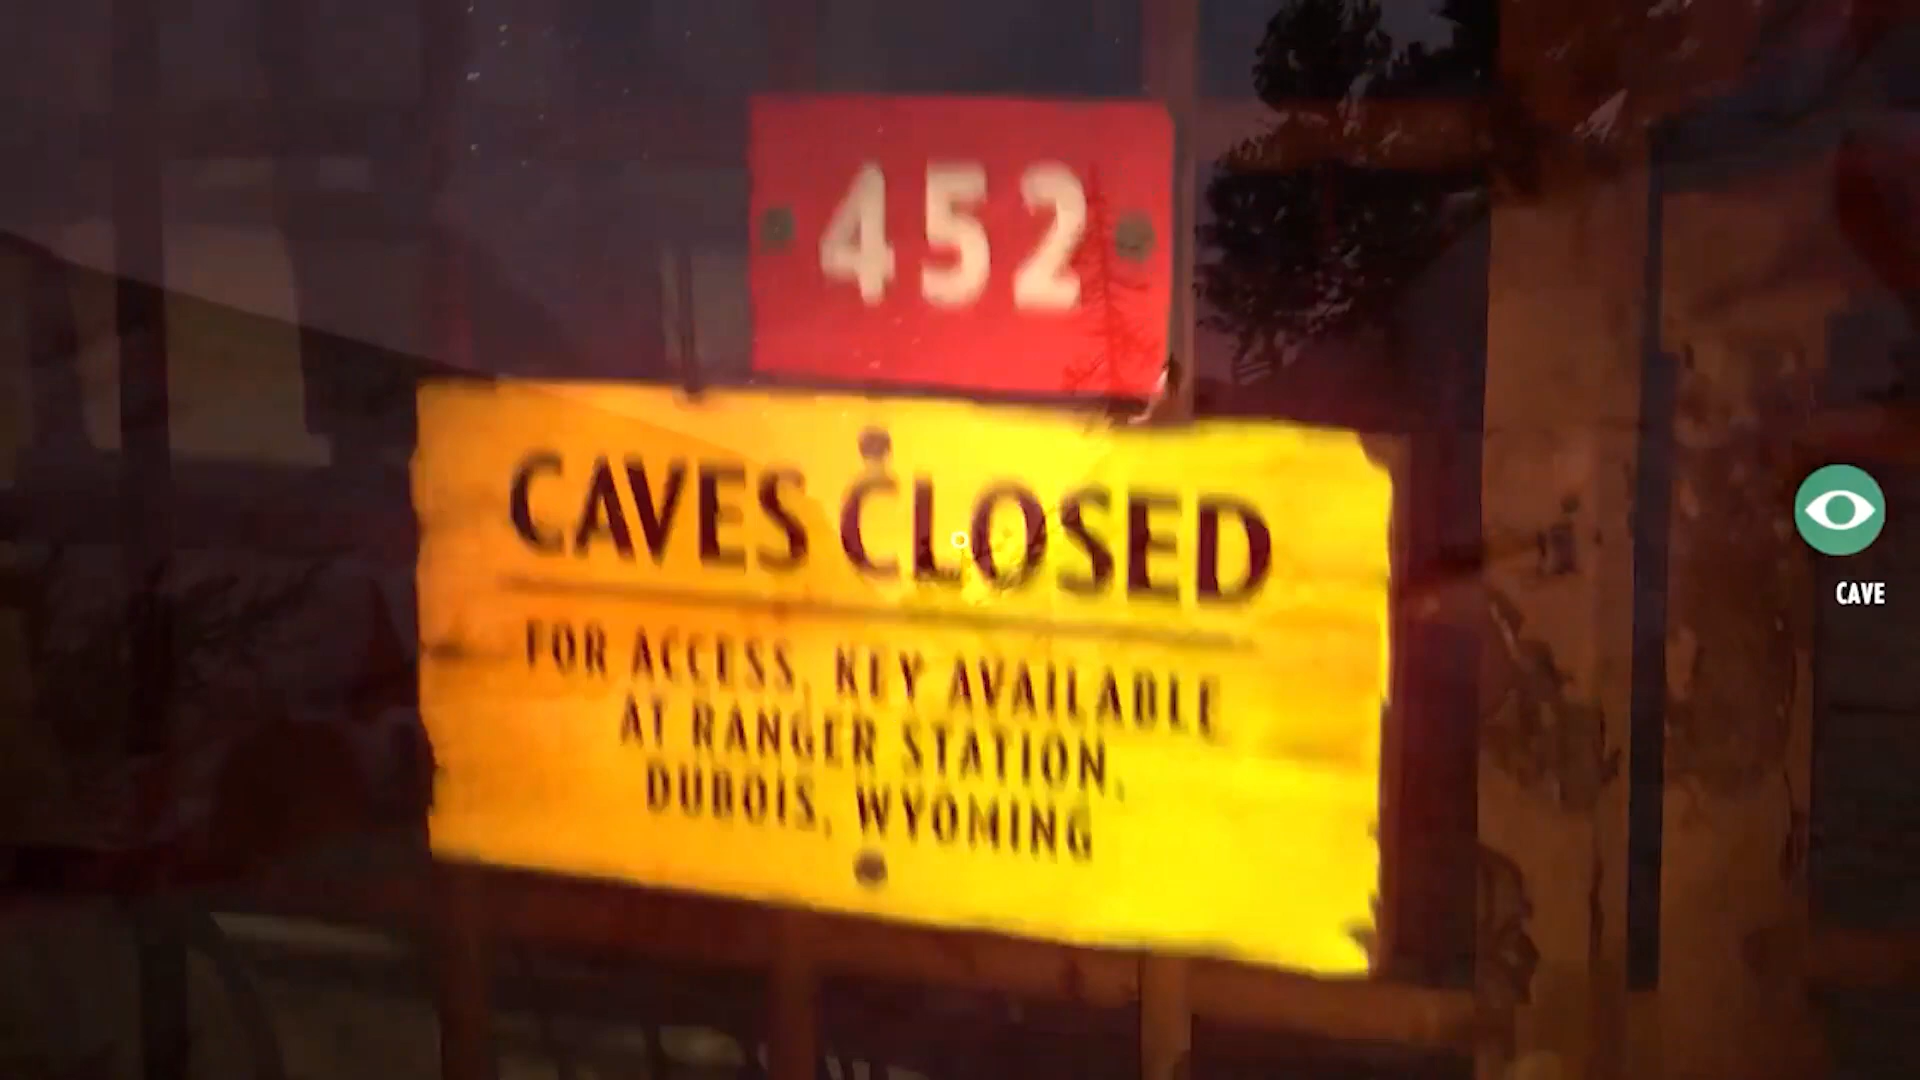 452
CAVES CLOSED
FOR ACCESS, KEY AVAILABLE
AT RANGER STATION,
DUBOIS, WYOMING
CAVE